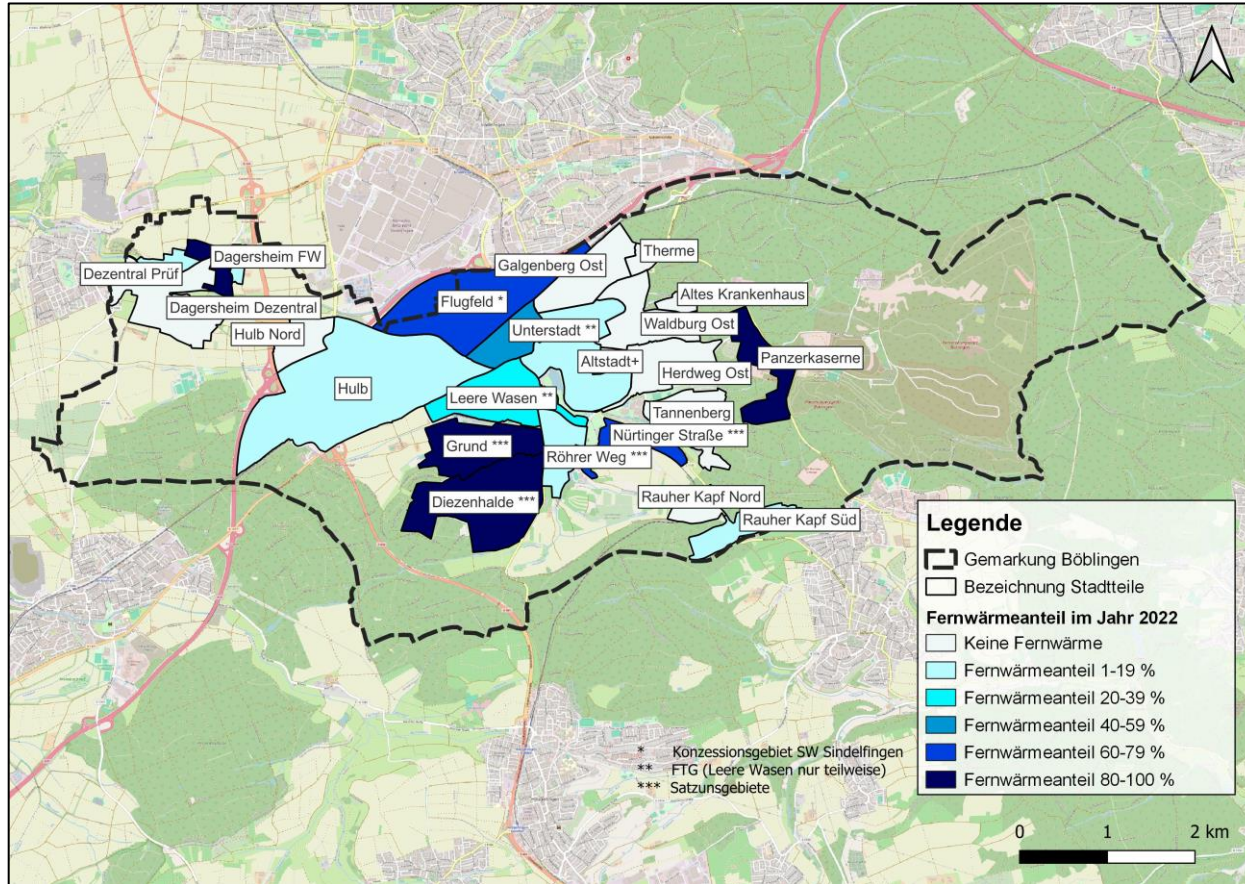 Therme
Galgenberg Ost
Dagersheim FW
Dezentral Prüf
Altes Krankenhaus
Flugfeld *
Dagersheim Dezentral
Waldburg Ost
Hulb Nord
Unterstadt **
Altstadt+
Panzerkaserne
Herdweg Ost
Hulb
Leere Wasen **
Tannenberg
Nürtinger Straße ***
Grund ***
Röhrer Weg ***
Diezenhalde ***
Rauher Kapf Nord
Rauher Kapf Süd
Legende
Gemarkung Böblingen
Bezeichnung Stadtteile
Fernwärmeanteil im Jahr 2022
Keine Fernwärme
Fernwärmeanteil 1-19 %
Fernwärmeanteil 20-39 %
Fernwärmeanteil 40-59 %
Fernwärmeanteil 60-79 %
Fernwärmeanteil 80-100 %
* Konzessionsgebiet SW Sindelfingen
** FTG (Leere Wasen nur teilweise)
*** Satzunsgebiete
0 1 2 km